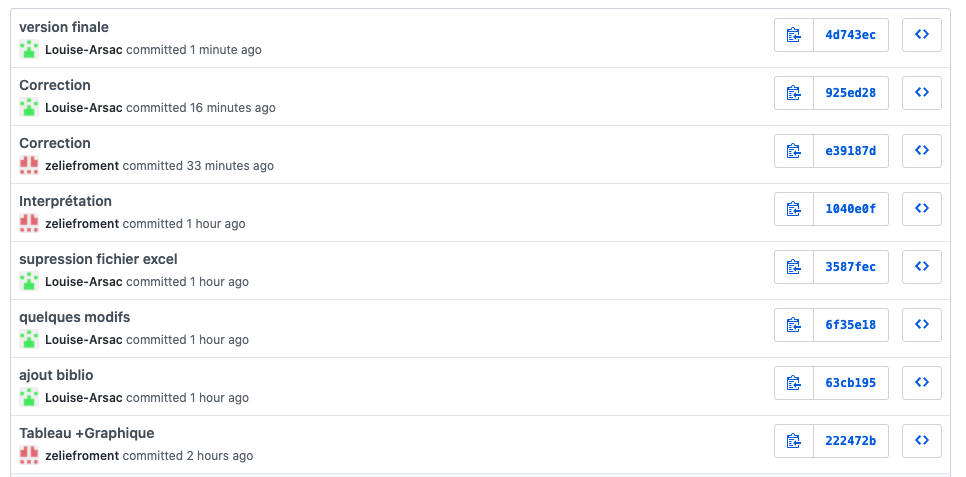 version finale
Louise-Arsac committed 1 minute ago
4d743ec
Correction
Louise-Arsac committed 16 minutes ago
925ed28
Correction
zeliefroment committed 33 minutes ago
e39187d
Interprétation
zeliefroment committed 1 hour ago
1040e0f
supression fichier excel
Louise-Arsac committed 1 hour ago
3587fec
quelques modifs
Louise-Arsac committed 1 hour ago
6f35e18
ajout biblio
Louise-Arsac committed 1 hour ago
63cb195
Tableau +Graphique
zeliefroment committed 2 hours ago
222472b